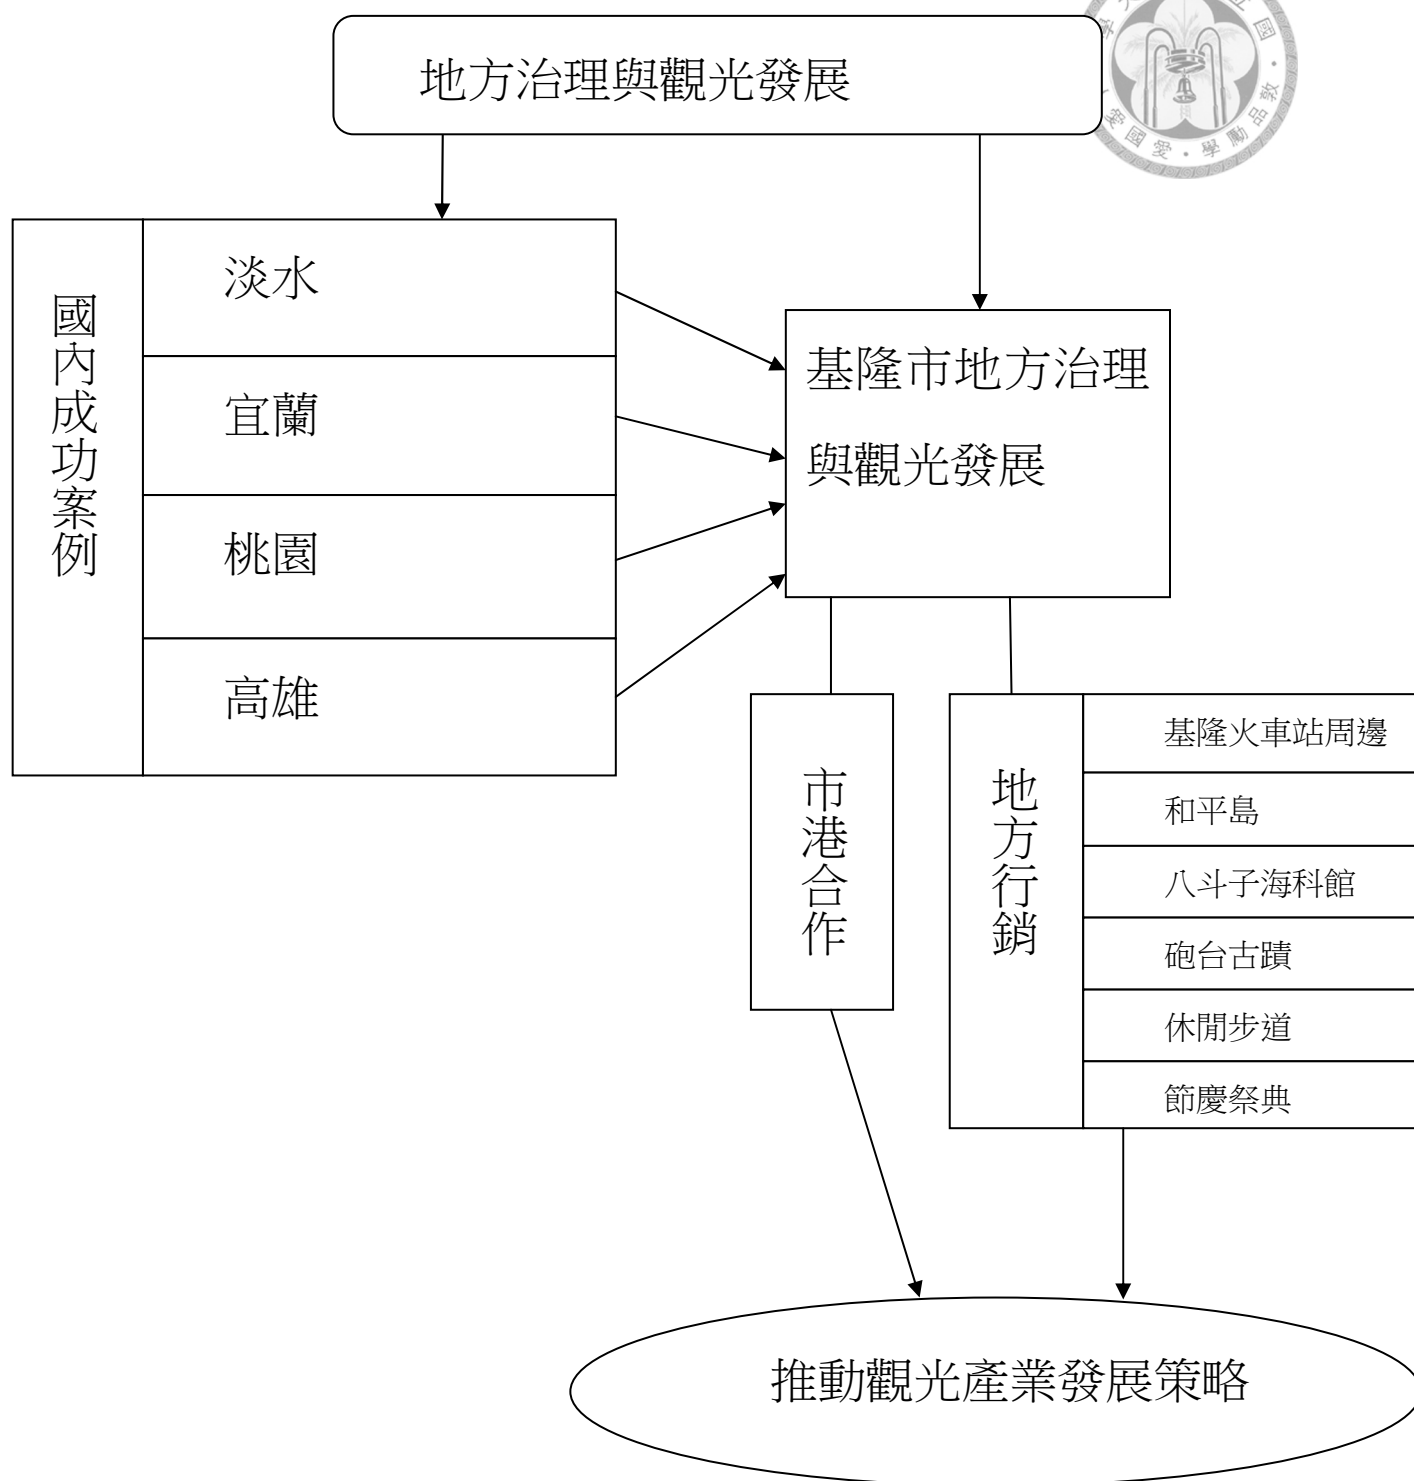 地方治理與觀光發展
國內成功案例
淡水
宜蘭
桃園
高雄
基隆市地方治理
與觀光發展
市港合作
地方行銷
基隆火車站周邊
和平島
八斗子海科館
砲台古蹟
休閒步道
節慶祭典
推動觀光產業發展策略